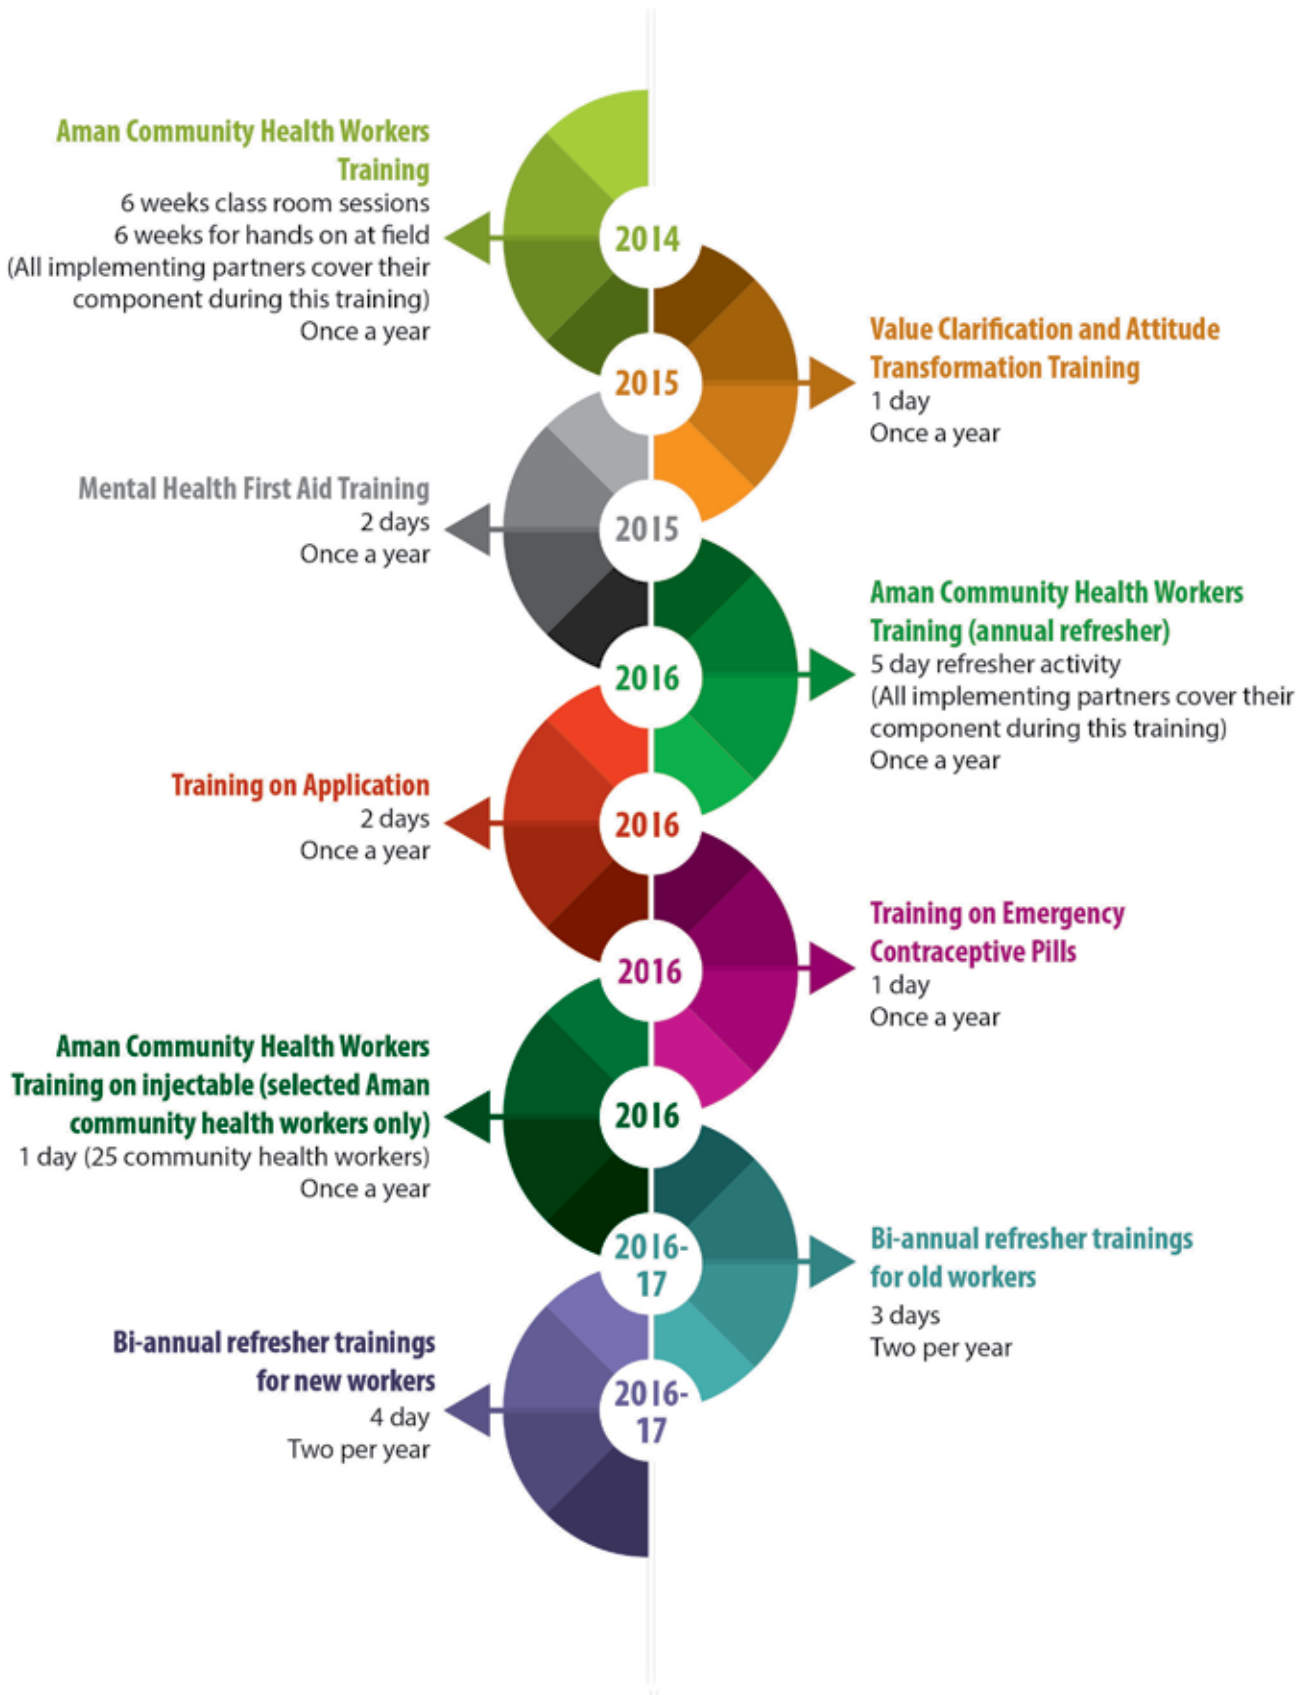 Aman Community Health Workers
Training
6 weeks class room sessions
6 weeks for hands on at field
(All implementing partners cover their
component during this training)
Once a year
2014
Value Clarification and Attitude
Transformation Training
1 day
Once a year
2015
Mental Health First Aid Training
2 days
Once a year
2015
Aman Community Health Workers
Training (annual refresher)
5 day refresher activity
(All implementing partners cover their
component during this training)
Once a year
2016
Training on Application
2 days
Once a year
2016
Training on Emergency
Contraceptive Pills
1 day
Once a year
2016
Aman Community Health Workers
Training on injectable (selected Aman
community health workers only)
1 day (25 community health workers)
Once a year
2016
Bi-annual refresher trainings
for old workers
3 days
Two per year
2016-
17
Bi-annual refresher trainings
for new workers
4 day
Two per year
2016-
17